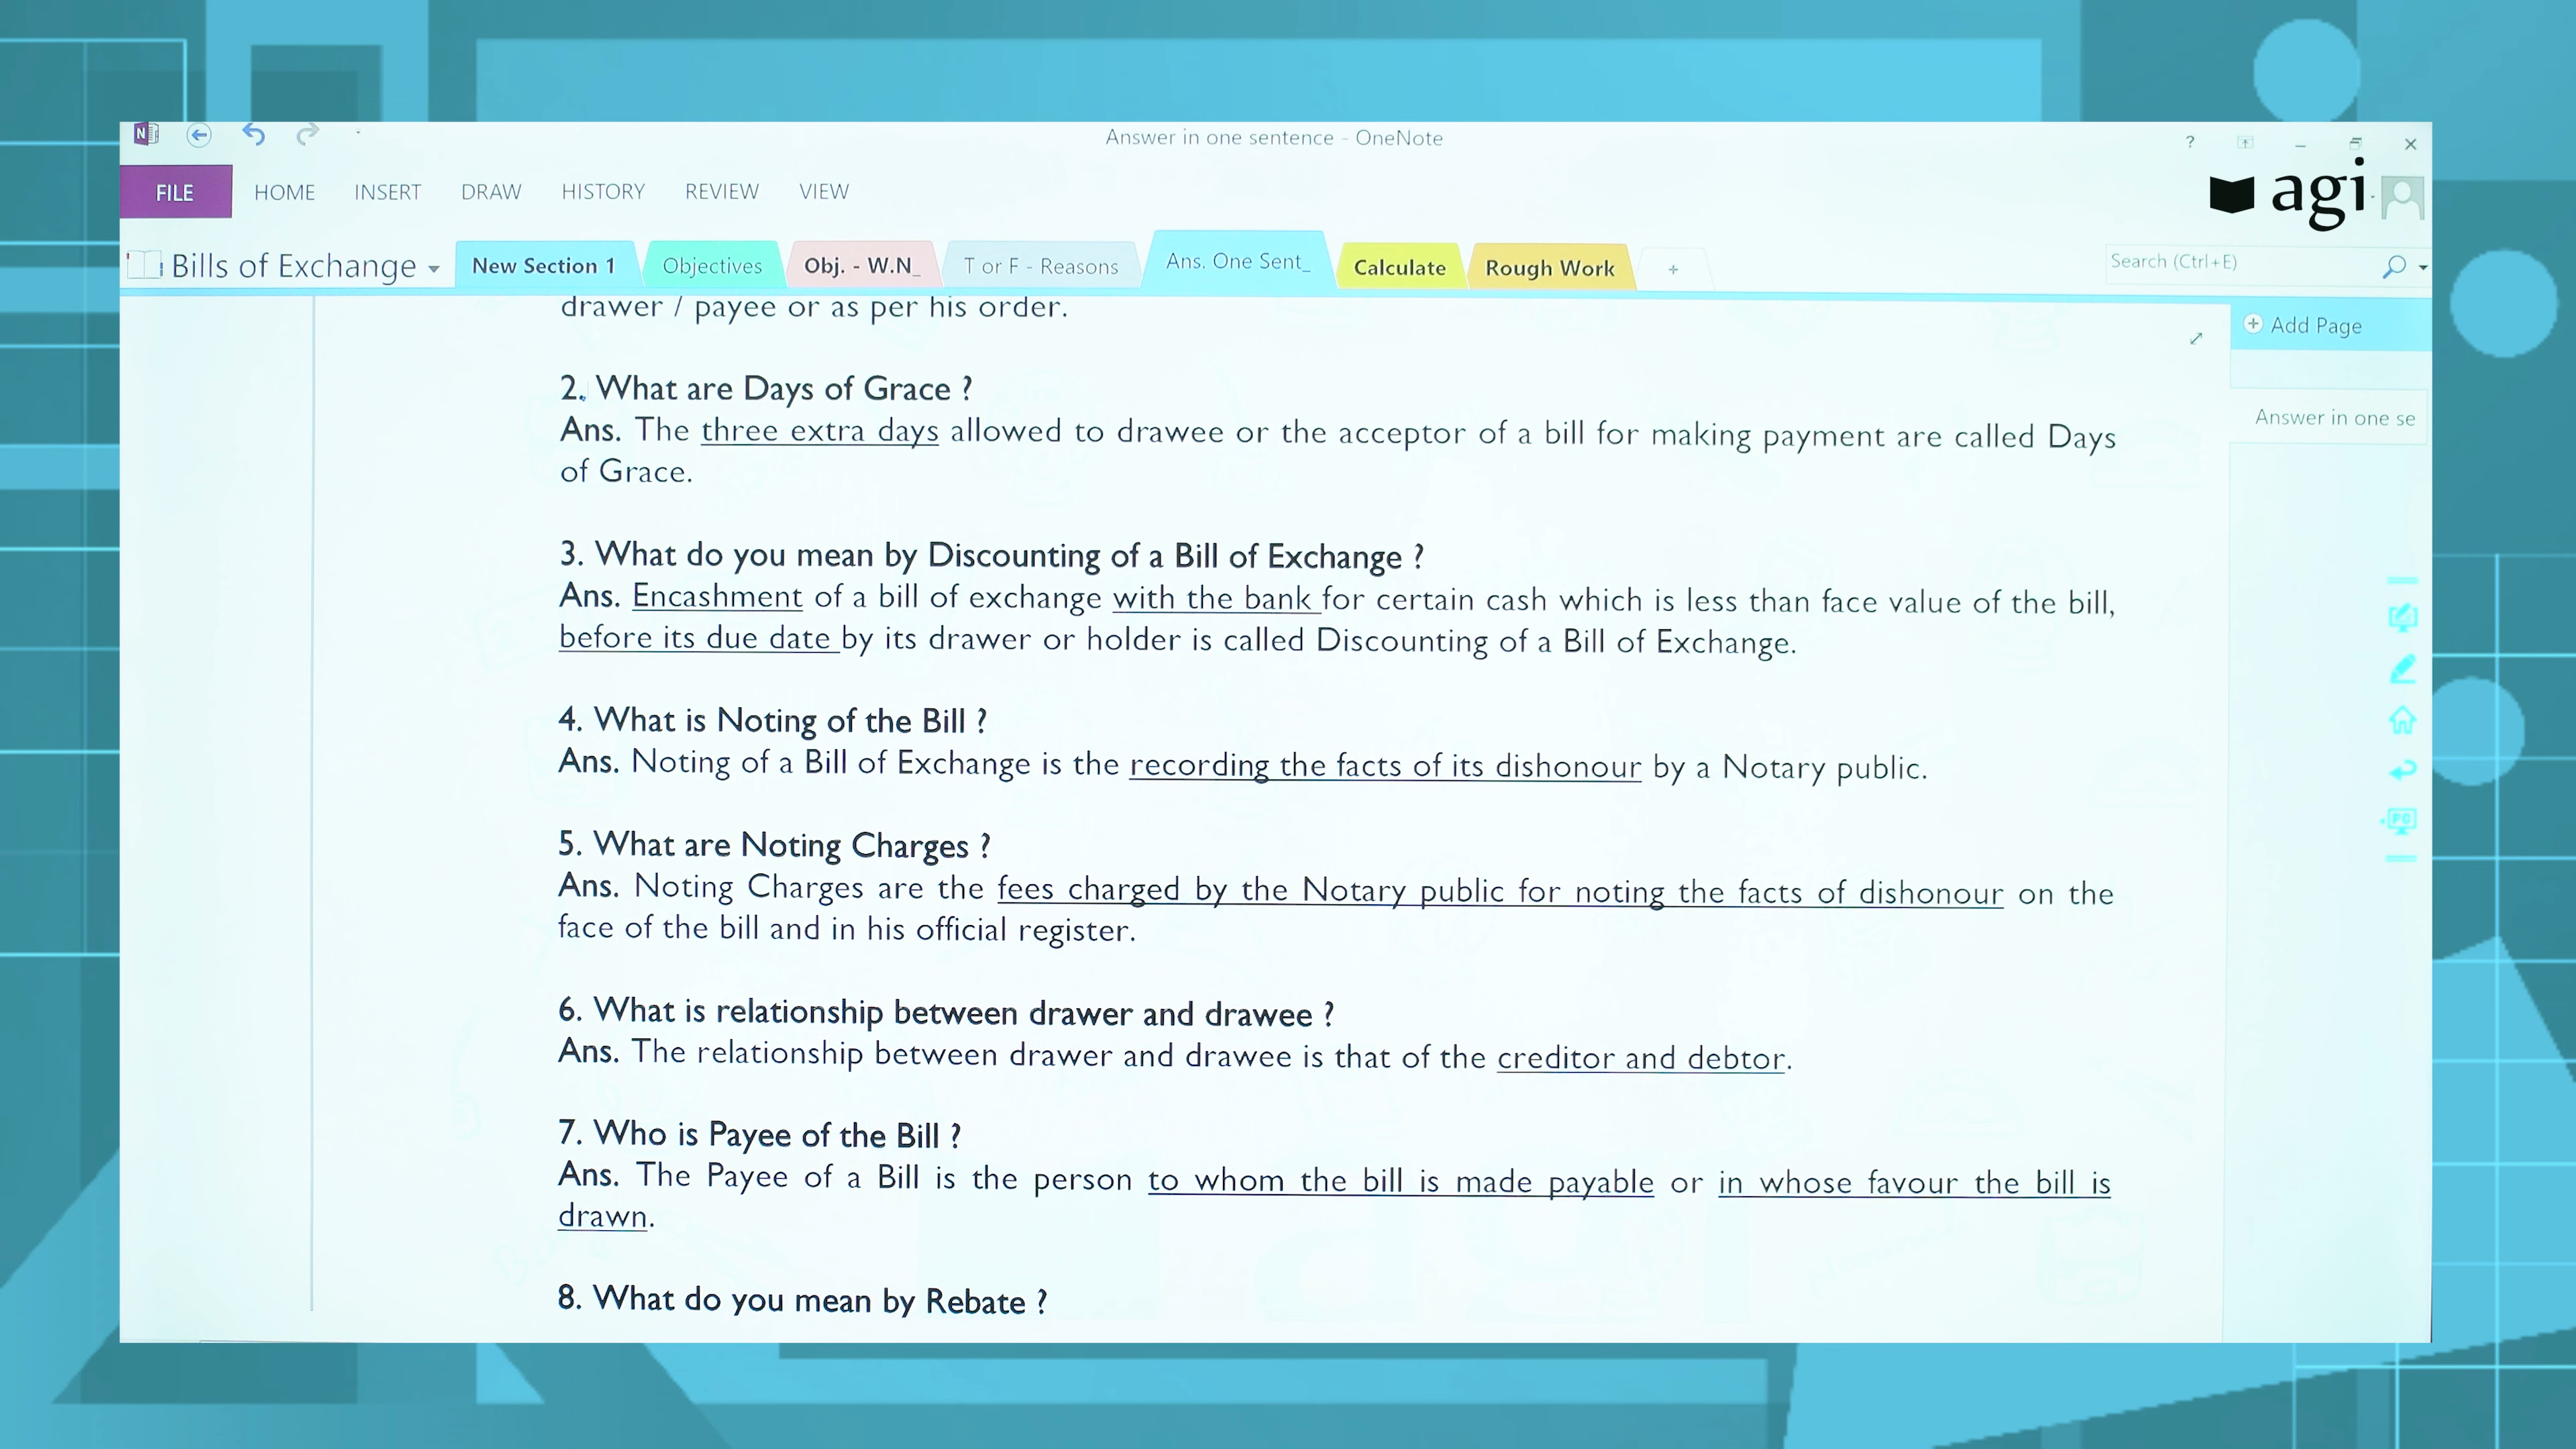 Answer in one sentence - OneNote
?
FILE
HOME
INSERT
DRAW
HISTORY
REVIEW
VIEW
agi
Bills of Exchange
New Section 1
Objectives
Obj. - W.N_
T or F - Reasons
Ans. One Sent_
Calculate
Rough Work
+
Search (Ctrl+E)
Add Page
Answer in one se
drawer / payee or as per his order.
2. What are Days of Grace ?
Ans. The three extra days allowed to drawee or the acceptor of a bill for making payment are called Days
of Grace.
3. What do you mean by Discounting of a Bill of Exchange ?
Ans. Encashment of a bill of exchange with the bank for certain cash which is less than face value of the bill,
before its due date by its drawer or holder is called Discounting of a Bill of Exchange.
4. What is Noting of the Bill ?
Ans. Noting of a Bill of Exchange is the recording the facts of its dishonour by a Notary public.
5. What are Noting Charges ?
Ans. Noting Charges are the fees charged by the Notary public for noting the facts of dishonour on the
face of the bill and in his official register.
6. What is relationship between drawer and drawee ?
Ans. The relationship between drawer and drawee is that of the creditor and debtor.
7. Who is Payee of the Bill ?
Ans. The Payee of a Bill is the person to whom the bill is made payable or in whose favour the bill is
drawn.
8. What do you mean by Rebate ?